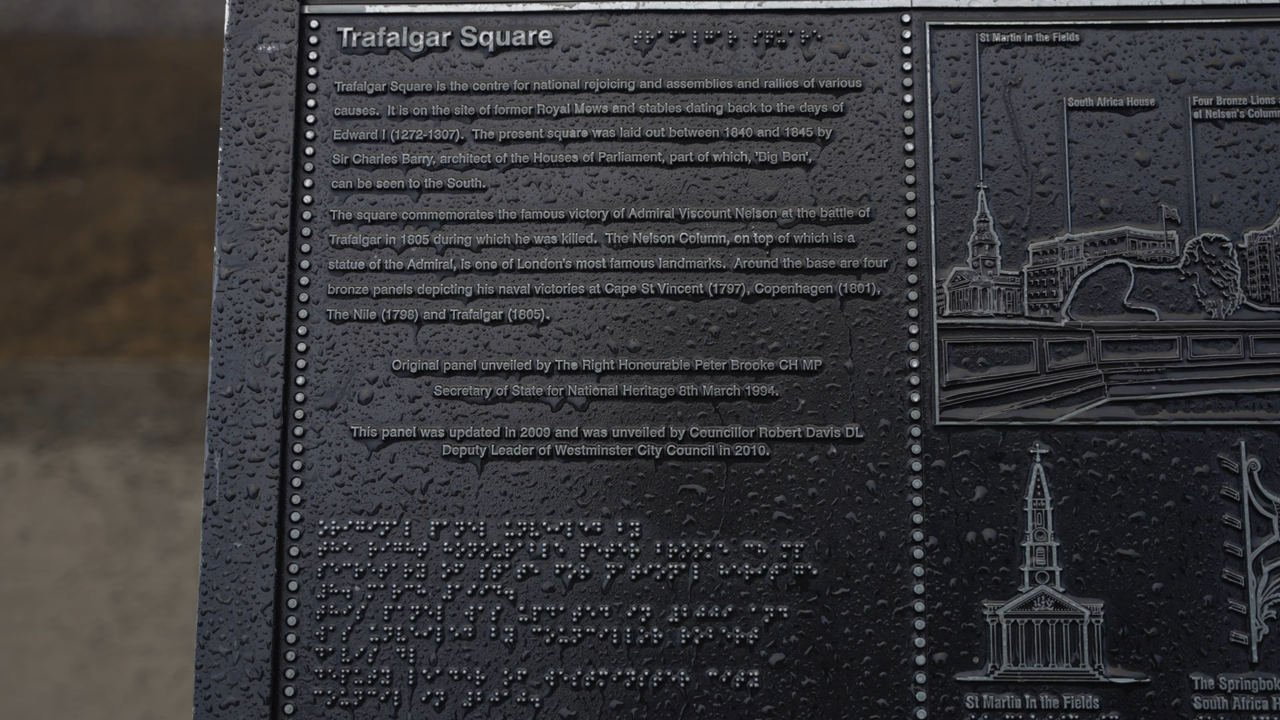 Trafalgar Square
Trafalgar Square is the centre for national rejoicing and assemblies and rallies of various
causes. It is on the site of former Royal Mews and stables dating back to the days of
Edward I (1272-1307). The present square was laid out between 1840 and 1845 by
Sir Charles Barry, architect of the Houses of Parliament, part of which, 'Big Ben',
can be seen to the South.
The square commemorates the famous victory of Admiral Viscount Nelson at the battle of
Trafalgar in 1805 during which he was killed. The Nelson Column, on top of which is a
statue of the Admiral, is one of London's most famous landmarks. Around the base are four
bronze panels depicting his naval victories at Cape St Vincent (1797), Copenhagen (1801),
The Nile (1798) and Trafalgar (1805).
Original panel unveiled by The Right Honourable Peter Brooke CH MP
Secretary of State for National Heritage 8th March 1994.
This panel was updated in 2009 and was unveiled by Councillor Robert Davis DL
Deputy Leader of Westminster City Council in 2010.
St Martin in the Fields
South Africa House
Four Bronze Lions
of Nelson's Column
St Martin in the Fields
The Springbok
South Africa